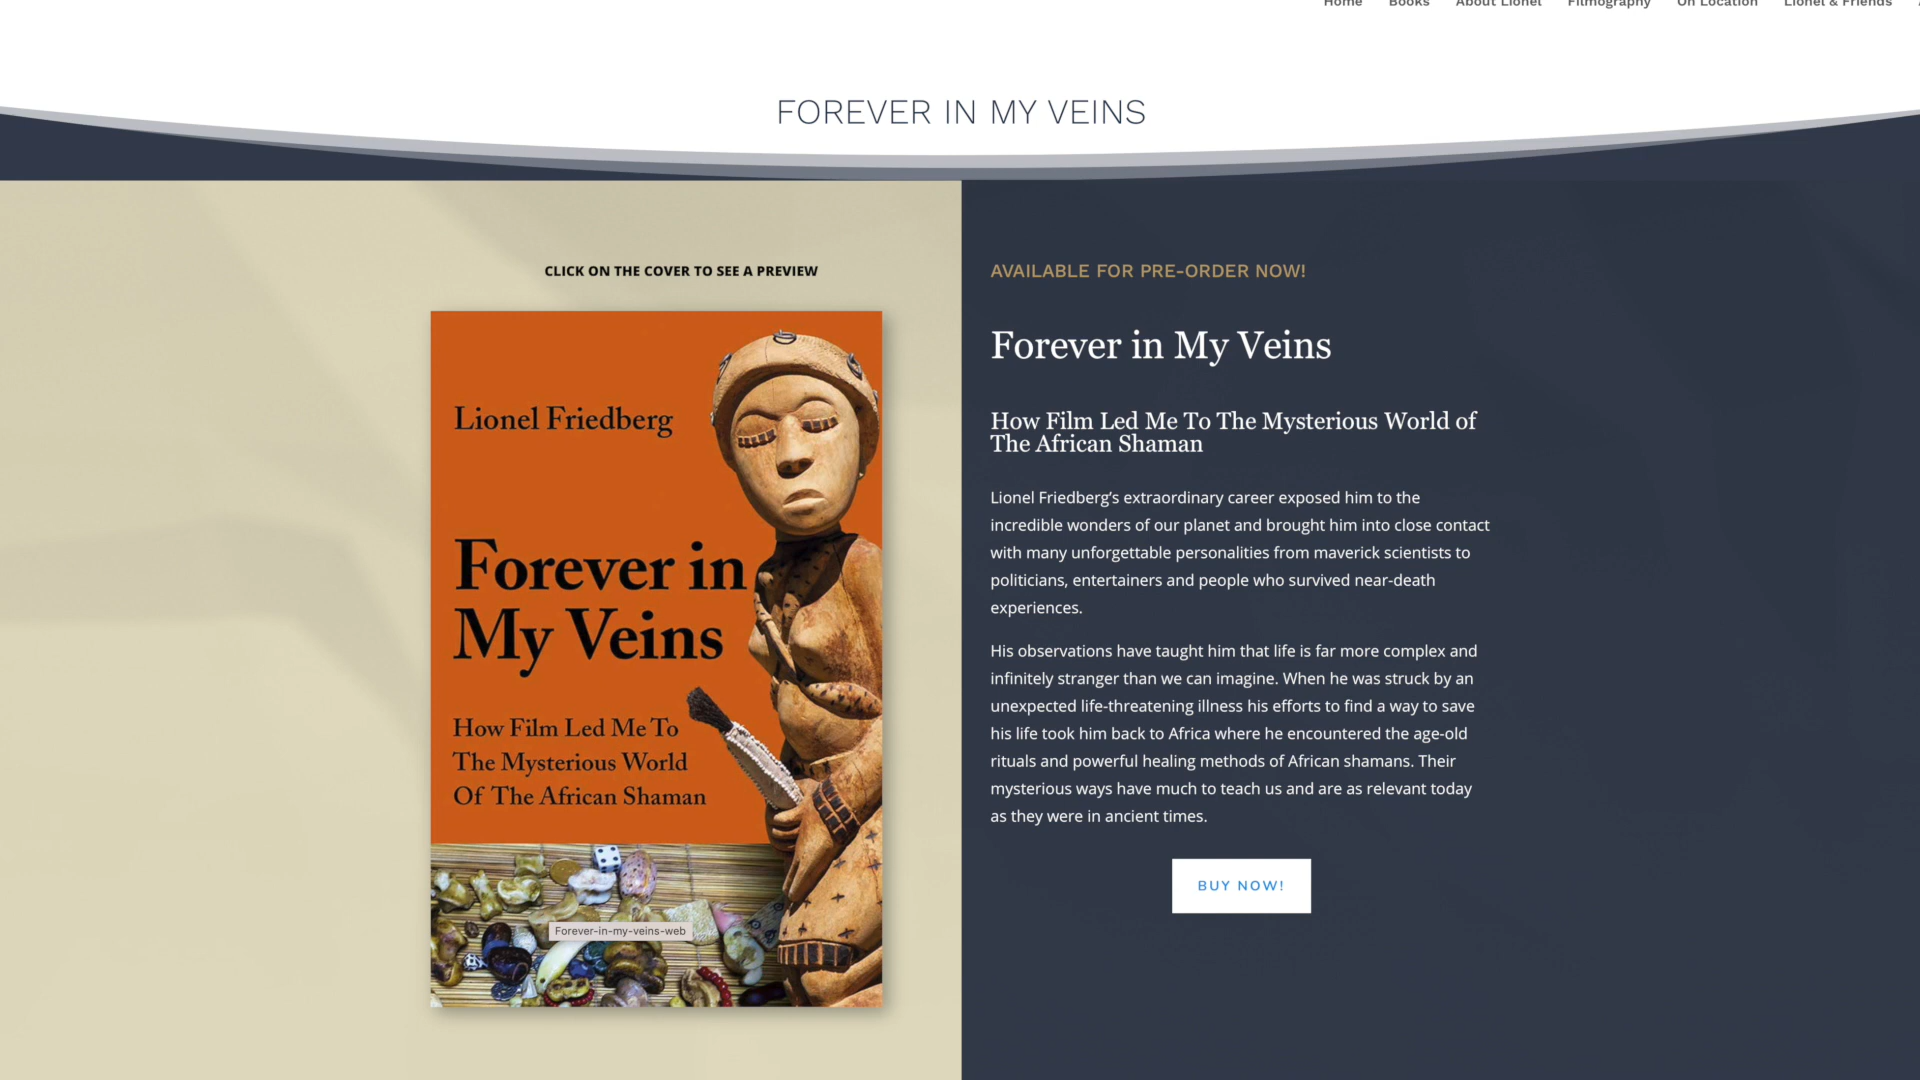 Home Books About Lionel Filmography On Location Lionel & Friends
FOREVER IN MY VEINS
CLICK ON THE COVER TO SEE A PREVIEW
Lionel Friedberg
Forever in
My Veins
How Film Led Me To
The Mysterious World
Of The African Shaman
Forever-in-my-veins-web
AVAILABLE FOR PRE-ORDER NOW!
Forever in My Veins
How Film Led Me To The Mysterious World of
The African Shaman
Lionel Friedberg's extraordinary career exposed him to the
incredible wonders of our planet and brought him into close contact
with many unforgettable personalities from maverick scientists to
politicians, entertainers and people who survived near-death
experiences.
His observations have taught him that life is far more complex and
infinitely stranger than we can imagine. When he was struck by an
unexpected life-threatening illness his efforts to find a way to save
his life took him back to Africa where he encountered the age-old
rituals and powerful healing methods of African shamans. Their
mysterious ways have much to teach us and are as relevant today
as they were in ancient times.
BUY NOW!